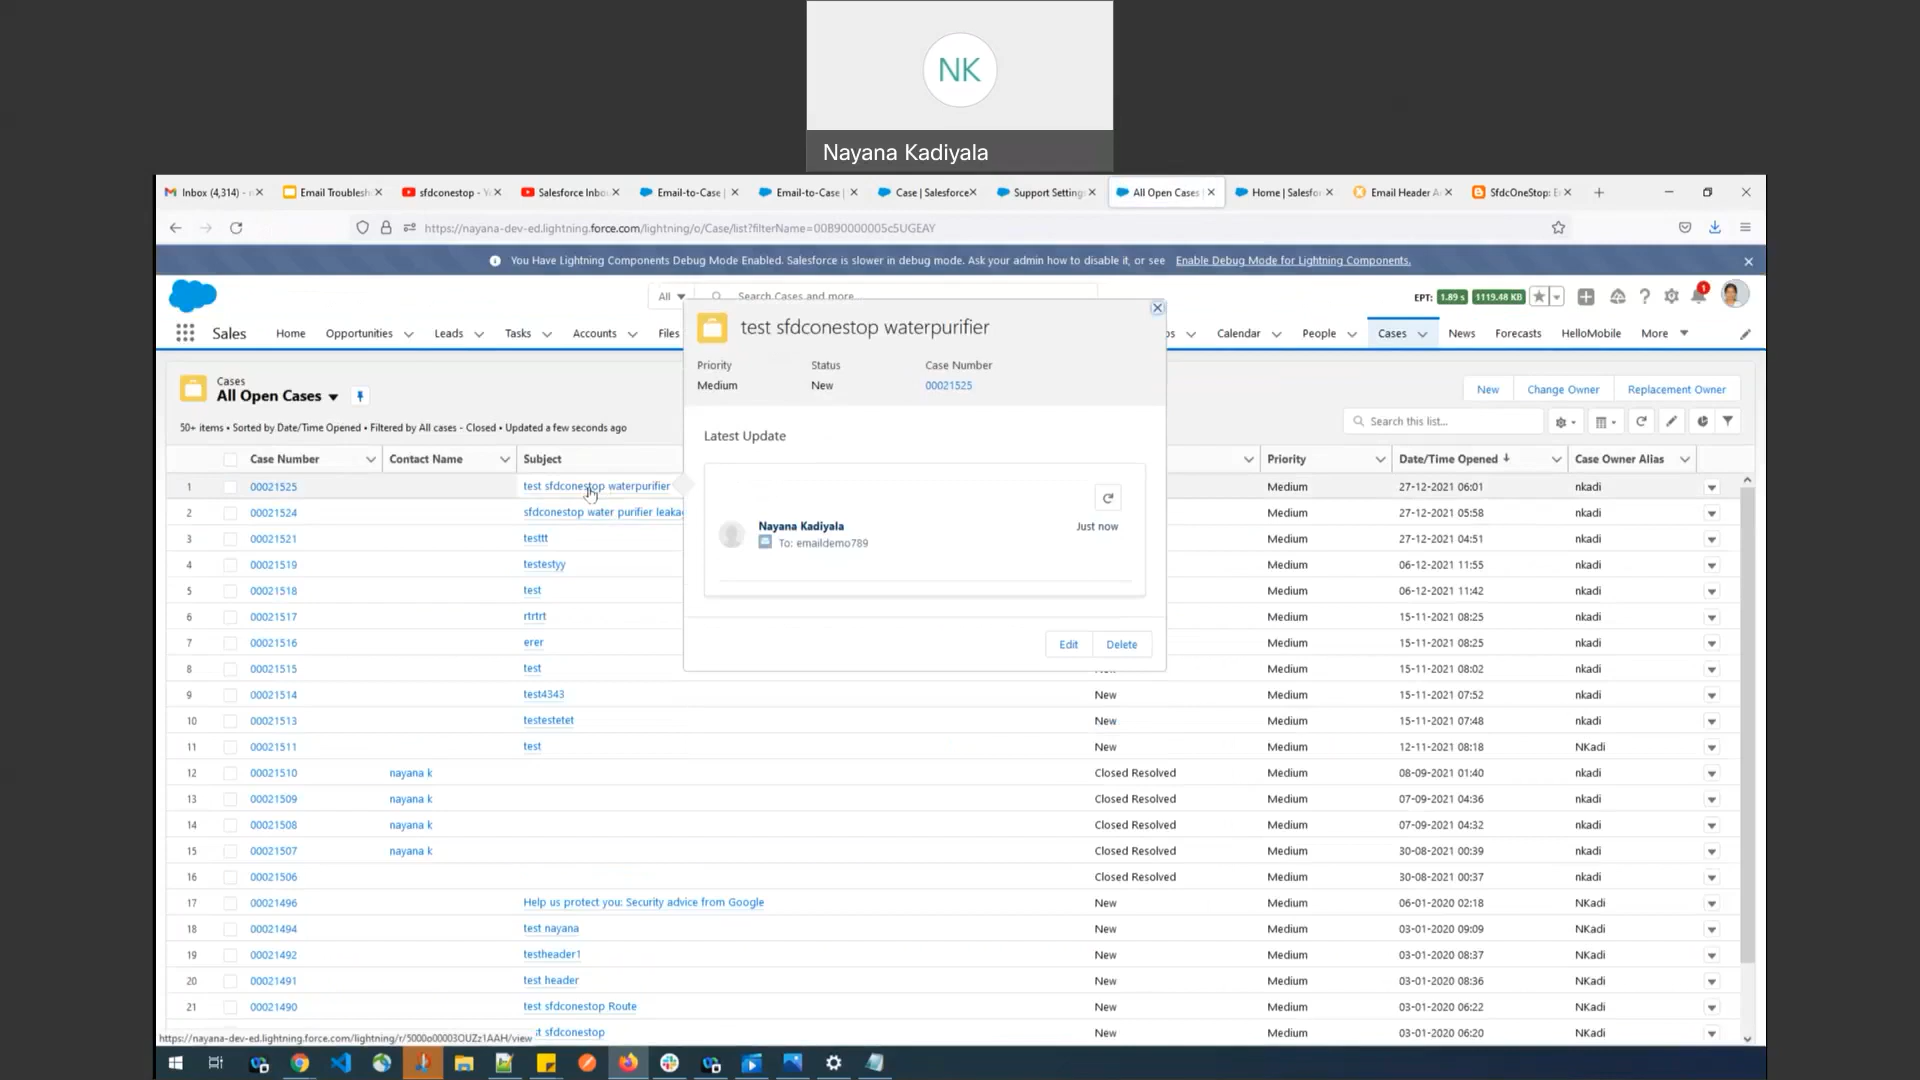 NK
Nayana Kadiyala
Inbox (4,314) -
Email Troublesh
sfdconestop - Y
Salesforce Inbo
Email-to-Case |
Email-to-Case |
Case | Salesforce
Support Setting
All Open Cases
Home | Salesfo
Email Header A
SfdcOneStop: E
https://nayana-dev-ed.lightning.force.com/lightning/o/Case/list?filterName=00B90000005c5UGEAY
You Have Lightning Components Debug Mode Enabled. Salesforce is slower in debug mode. Ask your admin how to disable it, or see Enable Debug Mode for Lightning Components.
All Search Cases and more
EPT: 1.89 s 1119.48 KB 1
Sales Home Opportunities Leads Tasks Accounts Files Calendar People Cases News Forecasts HelloMobile More
test sfdconestop waterpurifier
Priority Status Case Number
Medium New 00021525
Latest Update
Nayana Kadiyala Just now
To: emaildemo789
Edit Delete
Cases
All Open Cases
New Change Owner Replacement Owner
Search this list...
50+ items • Sorted by Date/Time Opened • Filtered by All cases - Closed • Updated a few seconds ago
Case Number Contact Name Subject Priority Date/Time Opened Case Owner Alias
1 00021525 test sfdconestop waterpurifier Medium 27-12-2021 06:01 nkadi
2 00021524 sfdconestop water purifier leaka Medium 27-12-2021 05:58 nkadi
3 00021521 testtt Medium 27-12-2021 04:51 nkadi
4 00021519 testestyy Medium 06-12-2021 11:55 nkadi
5 00021518 test Medium 06-12-2021 11:42 nkadi
6 00021517 rtrtrt Medium 15-11-2021 08:25 nkadi
7 00021516 erer Medium 15-11-2021 08:25 nkadi
8 00021515 test Medium 15-11-2021 08:02 nkadi
9 00021514 test4343 New Medium 15-11-2021 07:52 nkadi
10 00021513 testestetet New Medium 15-11-2021 07:48 nkadi
11 00021511 test New Medium 12-11-2021 08:18 NKadi
12 00021510 nayana k Closed Resolved Medium 08-09-2021 01:40 nkadi
13 00021509 nayana k Closed Resolved Medium 07-09-2021 04:36 nkadi
14 00021508 nayana k Closed Resolved Medium 07-09-2021 04:32 nkadi
15 00021507 nayana k Closed Resolved Medium 30-08-2021 00:39 nkadi
16 00021506 Closed Resolved Medium 30-08-2021 00:37 nkadi
17 00021496 Help us protect you: Security advice from Google New Medium 06-01-2020 02:18 NKadi
18 00021494 test nayana New Medium 03-01-2020 09:09 NKadi
19 00021492 testheader1 New Medium 03-01-2020 08:37 NKadi
20 00021491 test header New Medium 03-01-2020 08:36 NKadi
21 00021490 test sfdconestop Route New Medium 03-01-2020 06:22 NKadi
st sfdconestop New Medium 03-01-2020 06:20 NKadi
https://nayana-dev-ed.lightning.force.com/lightning/r/5000o00003OUZz1AAH/view